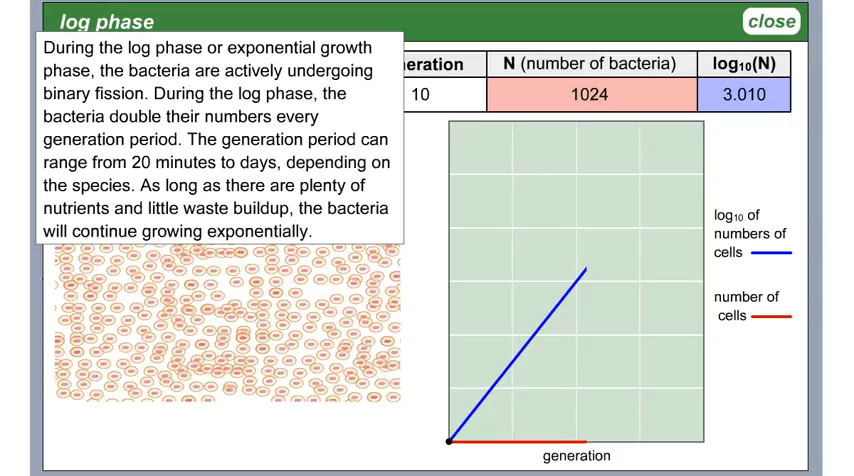 log phase
close
During the log phase or exponential growth
phase, the bacteria are actively undergoing
binary fission. During the log phase, the
bacteria double their numbers every
generation period. The generation period can
range from 20 minutes to days, depending on
the species. As long as there are plenty of
nutrients and little waste buildup, the bacteria
will continue growing exponentially.
eration N (number of bacteria) log10(N)
10 1024 3.010
log10 of
numbers of
cells
number of
cells
generation